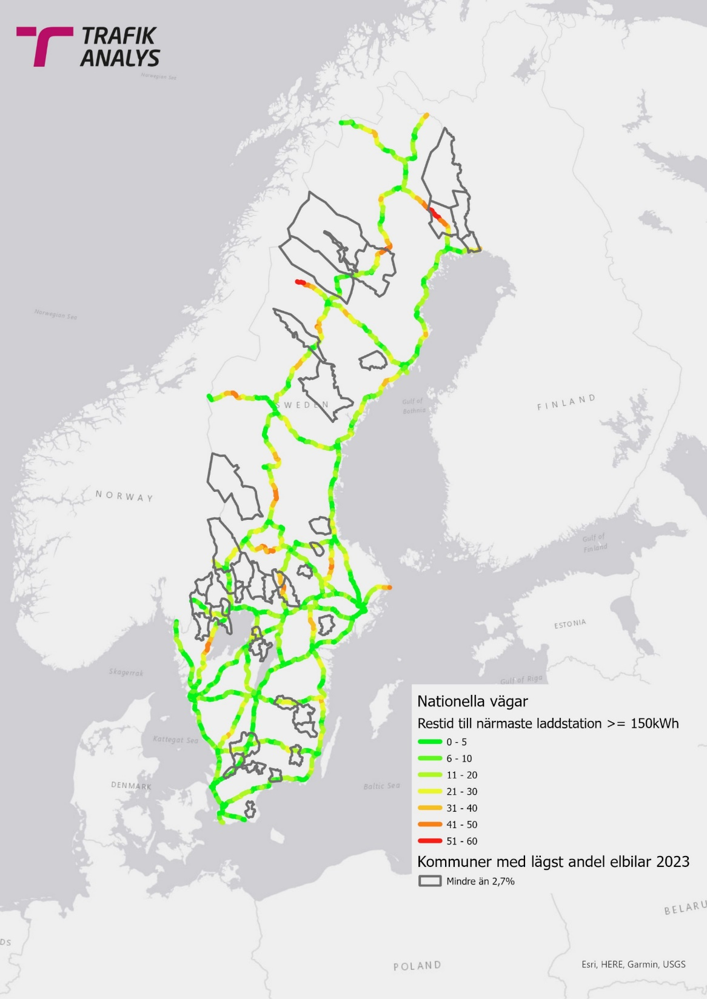 TRAFIK
ANALYS
Norwegian Sea
Norwegian Sea
SWEDEN
Gulf of
Bothnia
FINLAND
NORWAY
Gulf of
Finland
ESTONIA
Skagerrak
Gulf of Riga
Kattegat Sea
DENMARK
Baltic Sea
Nationella vägar
Restid till närmaste laddstation >= 150kWh
0 - 5
6 - 10
11 - 20
21 - 30
31 - 40
41 - 50
51 - 60
Kommuner med lägst andel elbilar 2023
Mindre än 2,7%
BELARU
DS
POLAND
Esri, HERE, Garmin, USGS